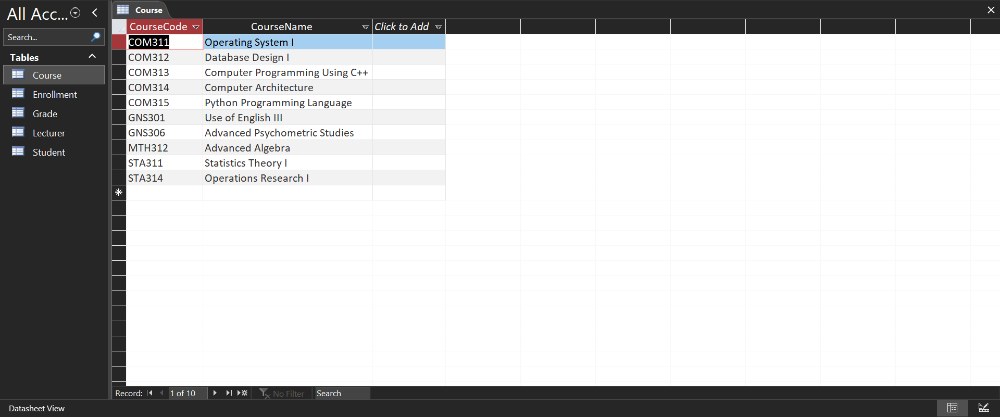 All Acc...
Search...
Tables
Course
Enrollment
Grade
Lecturer
Student
Course
CourseCode CourseName Click to Add
COM311 Operating System I
COM312 Database Design I
COM313 Computer Programming Using C++
COM314 Computer Architecture
COM315 Python Programming Language
GNS301 Use of English III
GNS306 Advanced Psychometric Studies
MTH312 Advanced Algebra
STA311 Statistics Theory I
STA314 Operations Research I
Record: 1 of 10 No Filter Search
Datasheet View